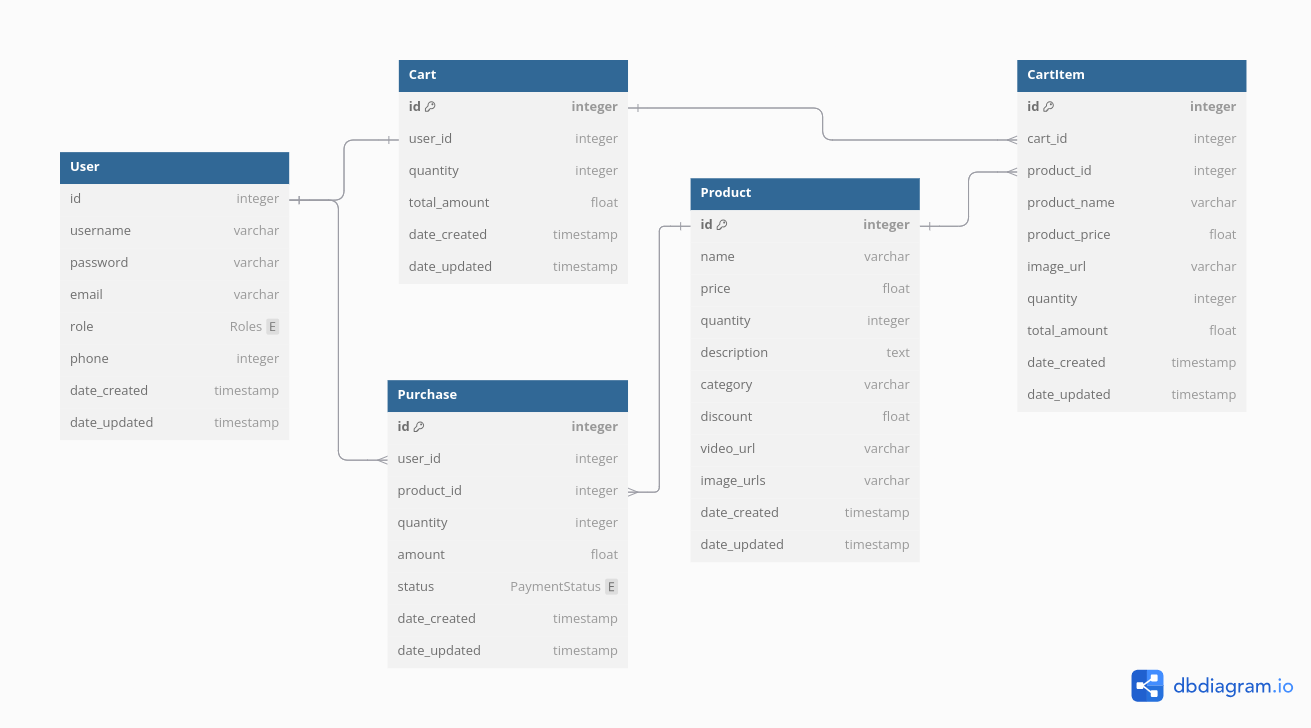 User
id integer
username varchar
password varchar
email varchar
role Roles E
phone integer
date_created timestamp
date_updated timestamp
Cart
id integer
user_id integer
quantity integer
total_amount float
date_created timestamp
date_updated timestamp
Purchase
id integer
user_id integer
product_id integer
quantity integer
amount float
status PaymentStatus E
date_created timestamp
date_updated timestamp
Product
id integer
name varchar
price float
quantity integer
description text
category varchar
discount float
video_url varchar
image_urls varchar
date_created timestamp
date_updated timestamp
CartItem
id integer
cart_id integer
product_id integer
product_name varchar
product_price float
image_url varchar
quantity integer
total_amount float
date_created timestamp
date_updated timestamp
dbdiagram.io